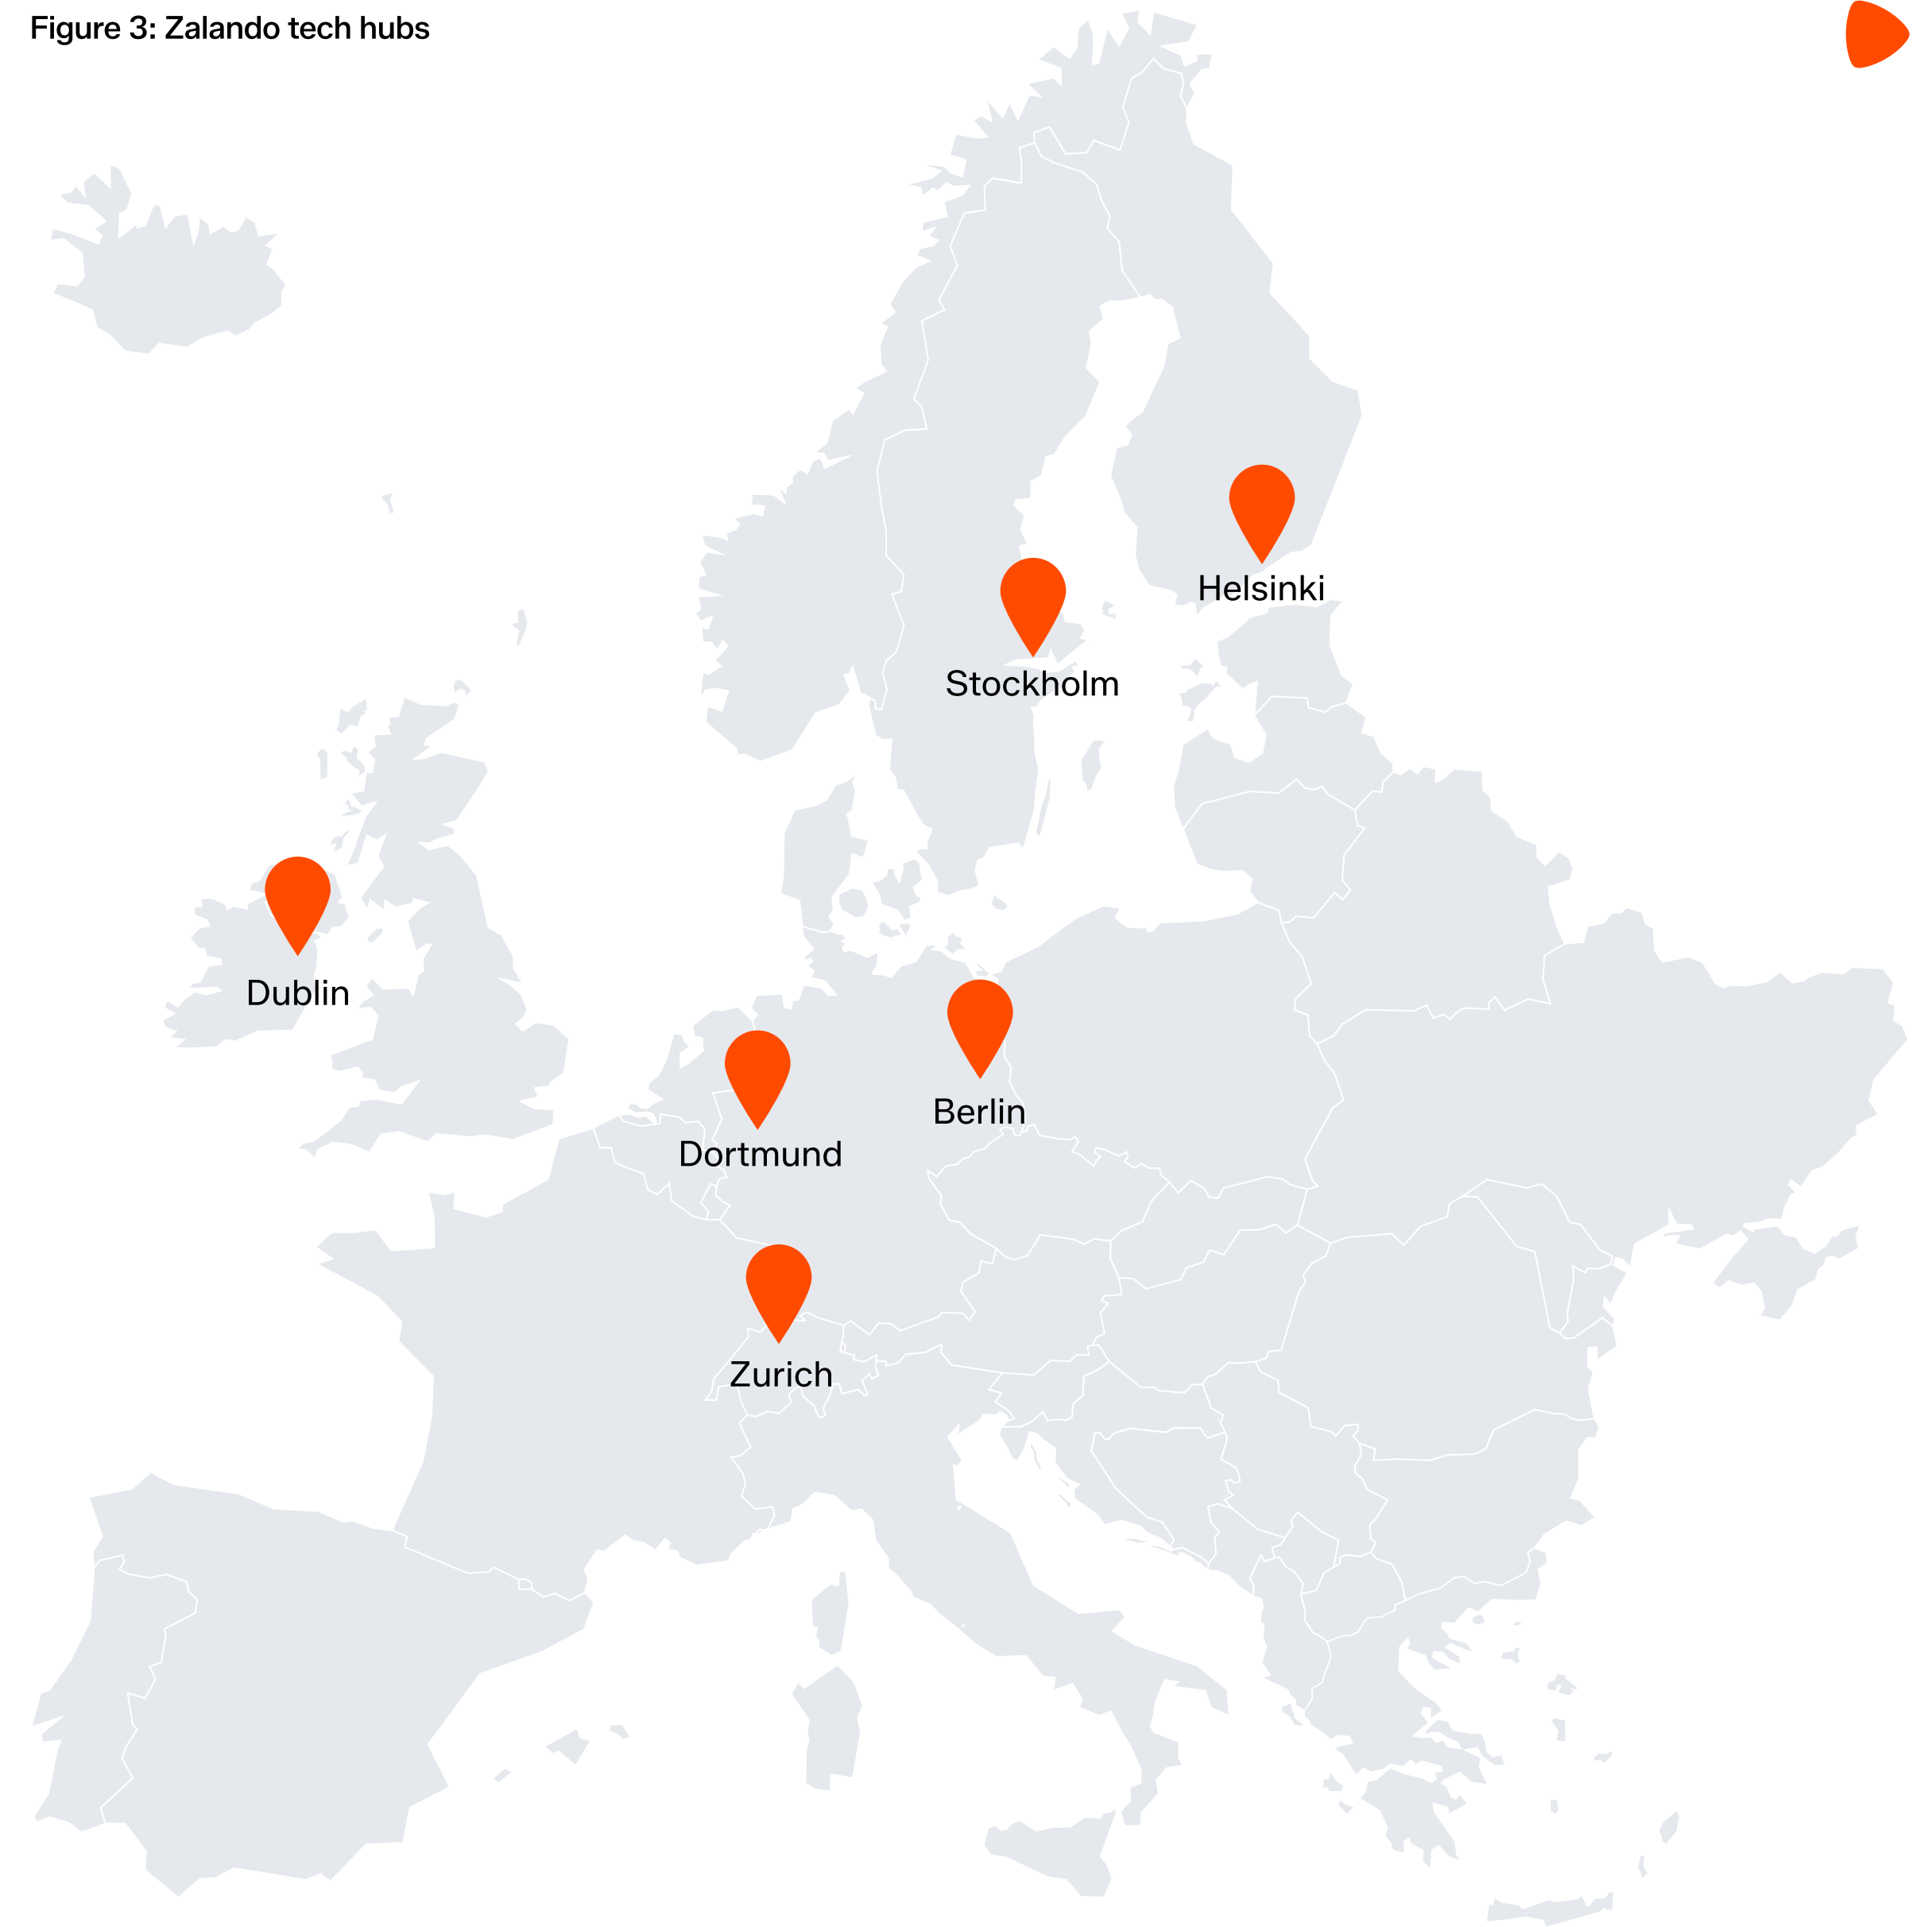 Figure 3: Zalando tech hubs
Helsinki
Stockholm
Dublin
Berlin
Dortmund
Zurich